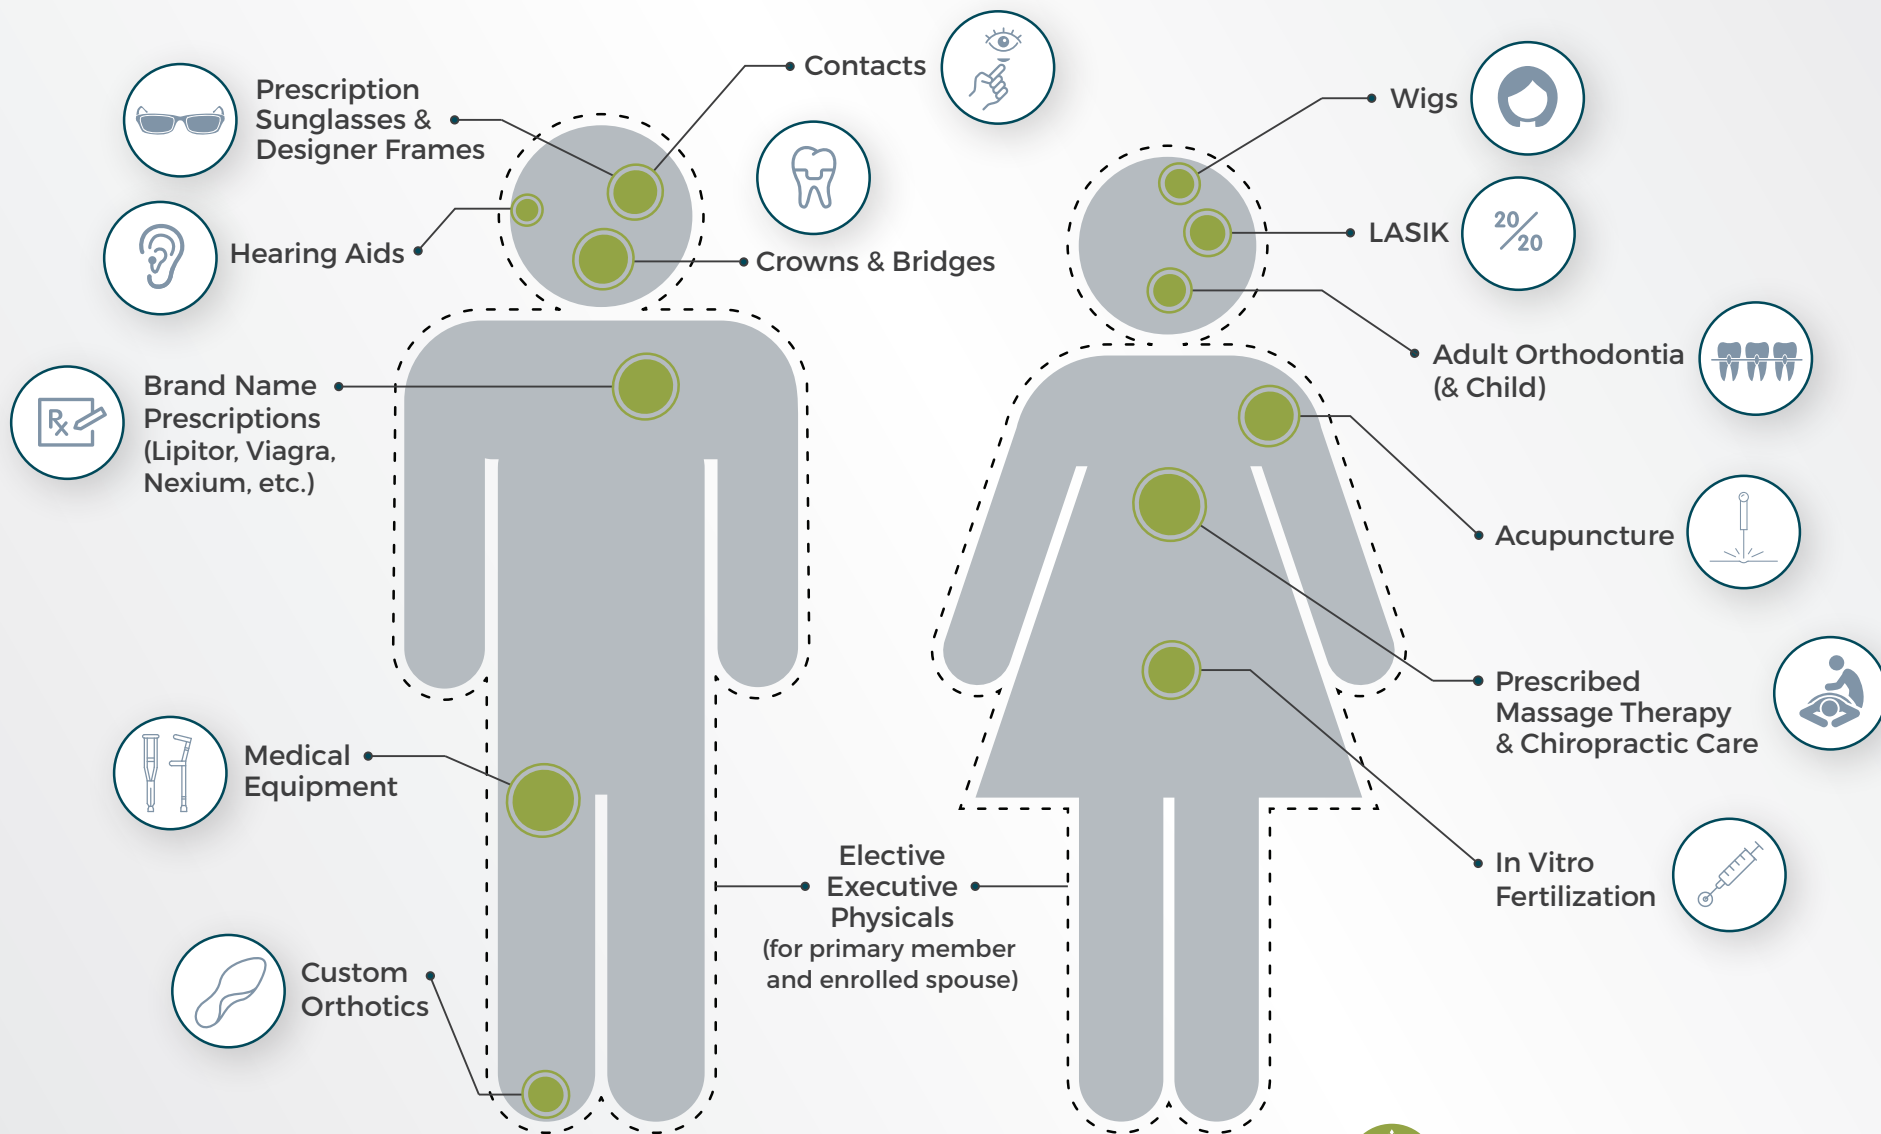 Prescription
Sunglasses &
Designer Frames
Contacts
Hearing Aids
Crowns & Bridges
Brand Name
Prescriptions
(Lipitor, Viagra,
Nexium, etc.)
Rx
Medical
Equipment
Custom
Orthotics
Elective
Executive
Physicals
(for primary member
and enrolled spouse)
Wigs
LASIK
20/20
Adult Orthodontia
(& Child)
Acupuncture
Prescribed
Massage Therapy
& Chiropractic Care
In Vitro
Fertilization